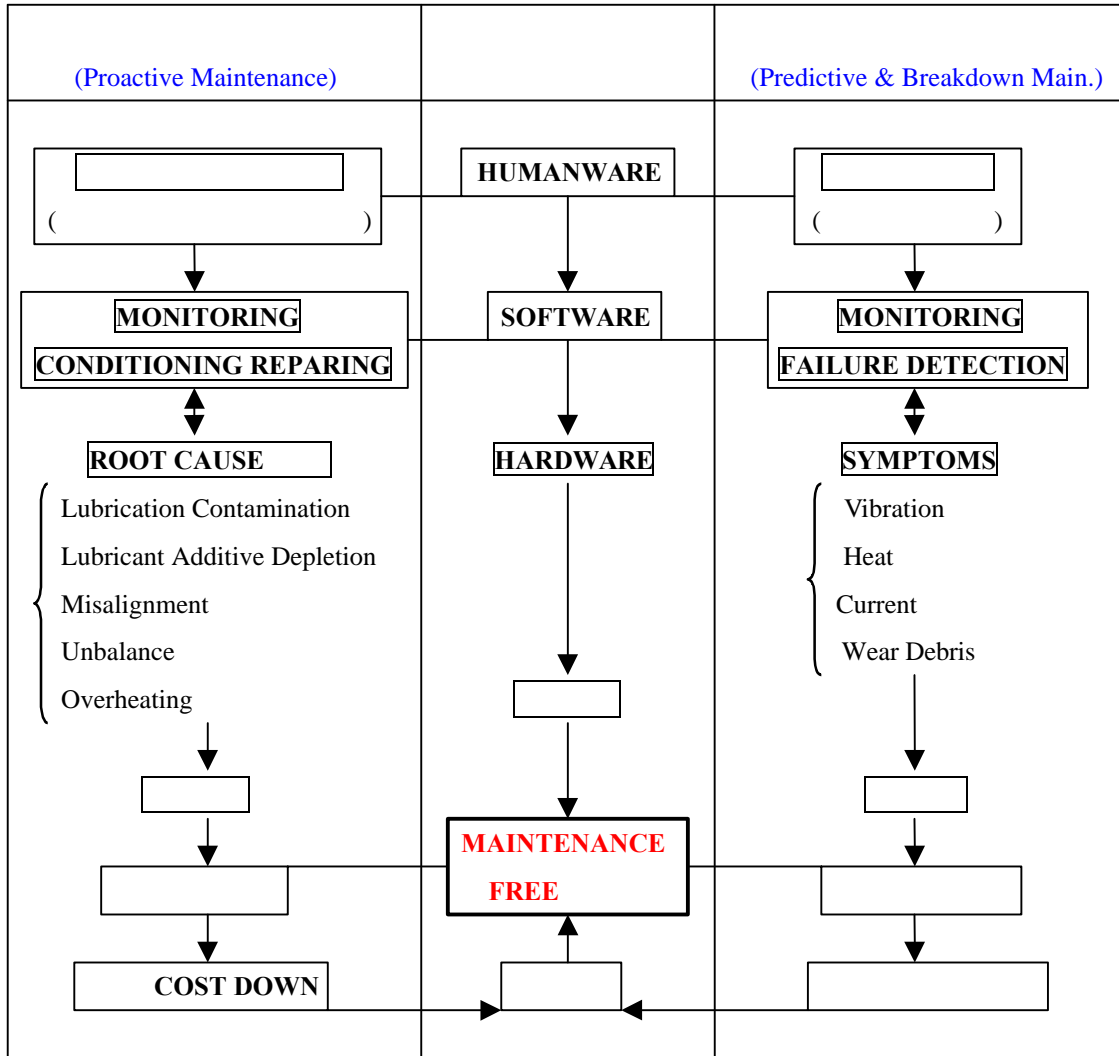 (Proactive Maintenance)
(Predictive & Breakdown Main.)
HUMANWARE
( )
( )
MONITORING
CONDITIONING REPARING
SOFTWARE
MONITORING
FAILURE DETECTION
ROOT CAUSE
HARDWARE
SYMPTOMS
Lubrication Contamination
Lubricant Additive Depletion
Misalignment
Unbalance
Overheating
Vibration
Heat
Current
Wear Debris
MAINTENANCE
FREE
COST DOWN